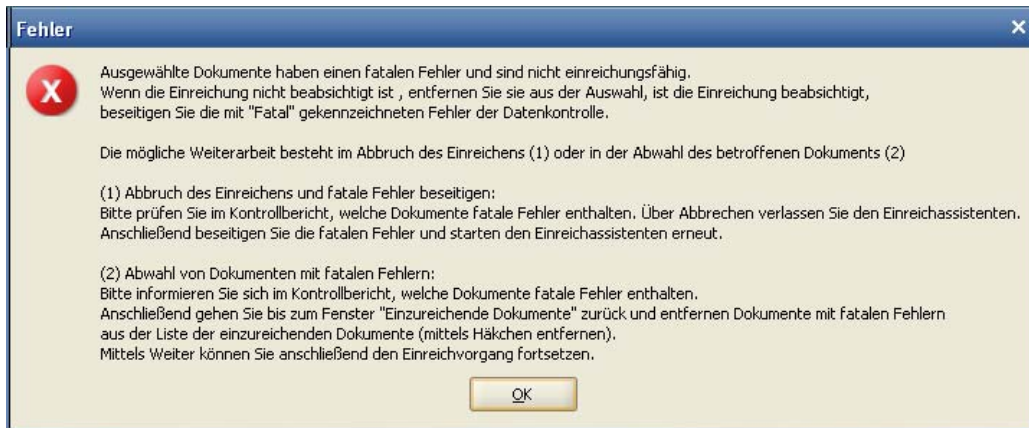 Fehler
Ausgewählte Dokumente haben einen fatalen Fehler und sind nicht einreichungsfähig.
Wenn die Einreichung nicht beabsichtigt ist , entfernen Sie sie aus der Auswahl, ist die Einreichung beabsichtigt,
beseitigen Sie die mit "Fatal" gekennzeichneten Fehler der Datenkontrolle.
Die mögliche Weiterarbeit besteht im Abbruch des Einreichens (1) oder in der Abwahl des betroffenen Dokuments (2)
(1) Abbruch des Einreichens und fatale Fehler beseitigen:
Bitte prüfen Sie im Kontrollbericht, welche Dokumente fatale Fehler enthalten. Über Abbrechen verlassen Sie den Einreichassistenten.
Anschließend beseitigen Sie die fatalen Fehler und starten den Einreichassistenten erneut.
(2) Abwahl von Dokumenten mit fatalen Fehlern:
Bitte informieren Sie sich im Kontrollbericht, welche Dokumente fatale Fehler enthalten.
Anschließend gehen Sie bis zum Fenster "Einzureichende Dokumente" zurück und entfernen Dokumente mit fatalen Fehlern
aus der Liste der einzureichenden Dokumente (mittels Häkchen entfernen).
Mittels Weiter können Sie anschließend den Einreichvorgang fortsetzen.
OK